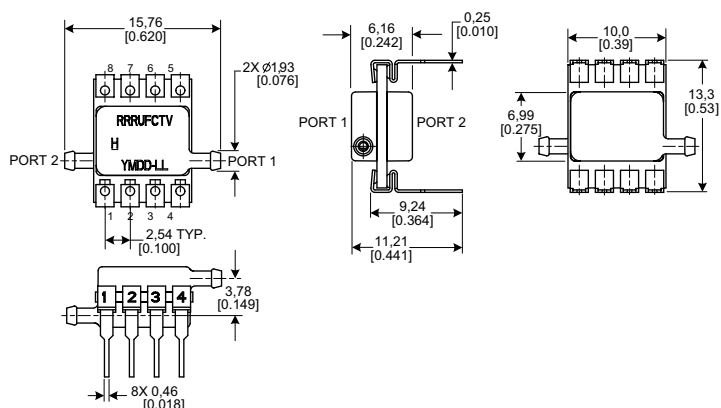 15,76
[0.620]
8 7 6 5
2X Ø1,93
[0.076]
RRRUFCTV
H
YMDD-LL
PORT 2
PORT 1
1 2 3 4
2,54 TYP.
[0.100]
6,16
[0.242]
0,25
[0.010]
PORT 1
PORT 2
9,24
[0.364]
11,21
[0.441]
10,0
[0.39]
6,99
[0.275]
13,3
[0.53]
1 2 3 4
3,78
[0.149]
8X 0,46
[0.018]